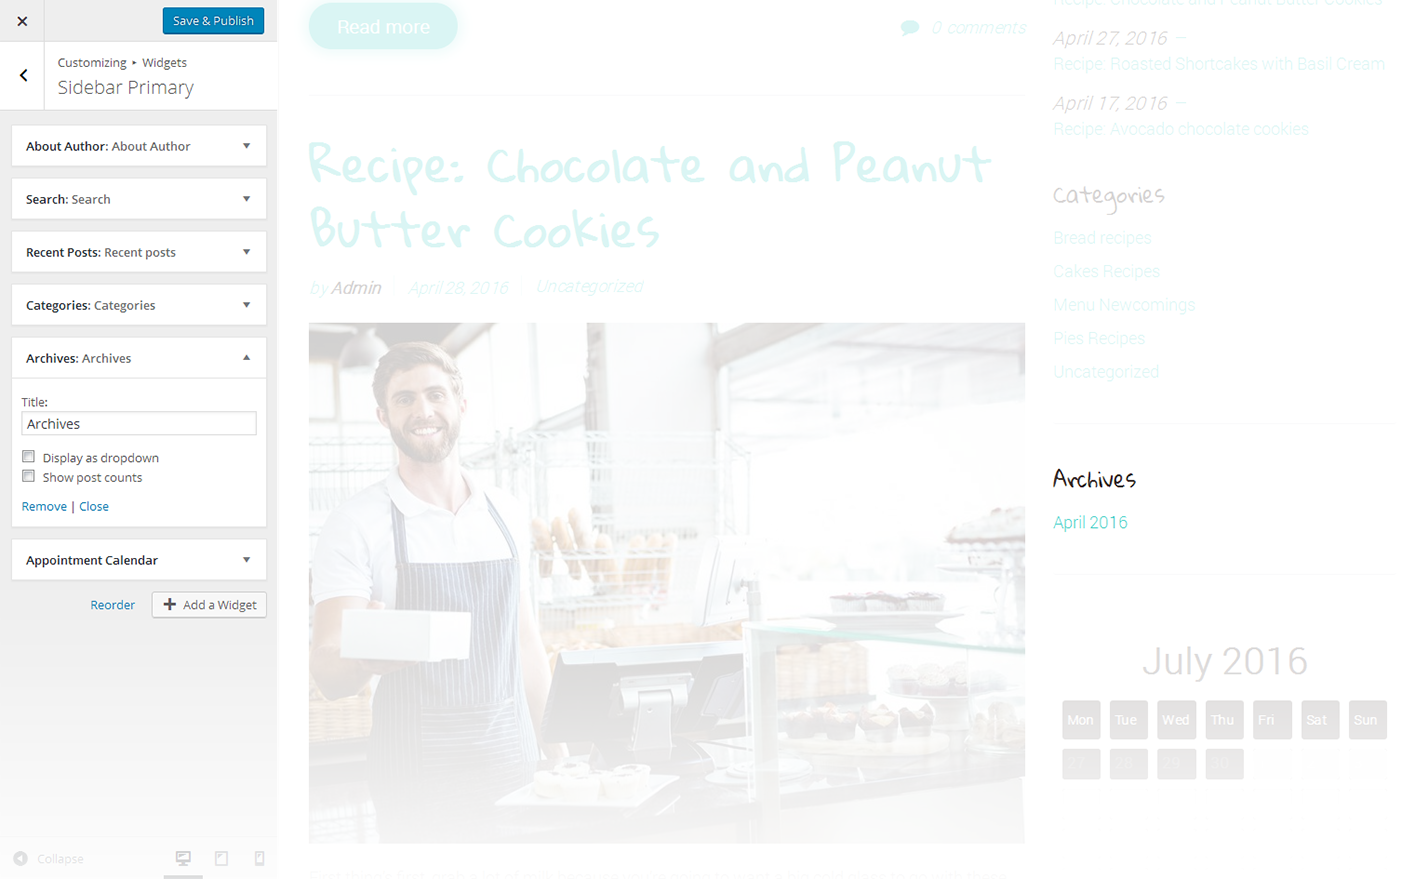 Save & Publish
Customizing ▸ Widgets
Sidebar Primary
About Author: About Author
Search: Search
Recent Posts: Recent posts
Categories: Categories
Archives: Archives
Title:
Archives
Display as dropdown
Show post counts
Remove | Close
Appointment Calendar
Reorder
Add a Widget
Collapse
Read more
0 comments
Recipe: Chocolate and Peanut
Butter Cookies
by Admin
April 28, 2016
Uncategorized
Recipe: Chocolate and Peanut Butter Cookies
April 27, 2016 —
Recipe: Roasted Shortcakes with Basil Cream
April 17, 2016 —
Recipe: Avocado chocolate cookies
Categories
Bread recipes
Cakes Recipes
Menu Newcomings
Pies Recipes
Uncategorized
Archives
April 2016
July 2016
Mon Tue Wed Thu Fri Sat Sun
27 28 29 30